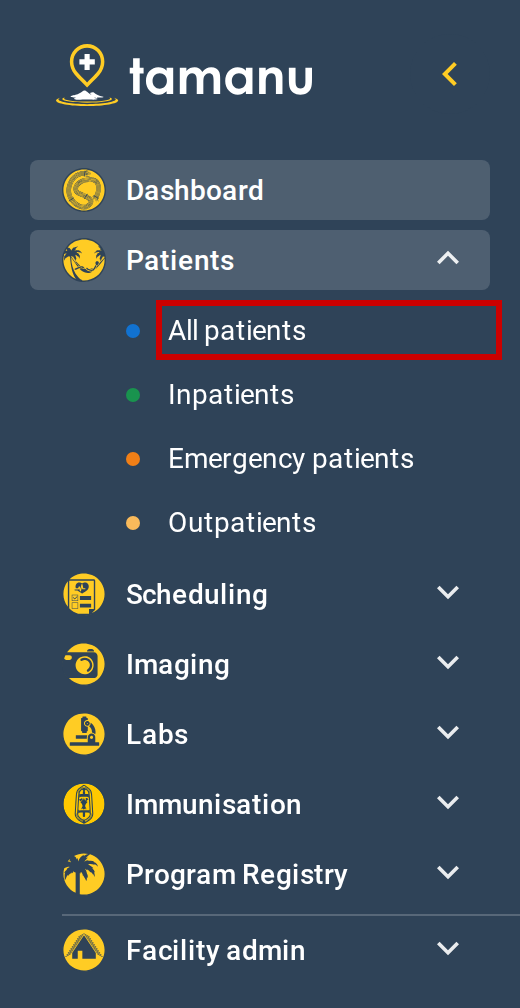 tamanu
Dashboard
Patients
All patients
Inpatients
Emergency patients
Outpatients
Scheduling
Imaging
Labs
Immunisation
Program Registry
Facility admin